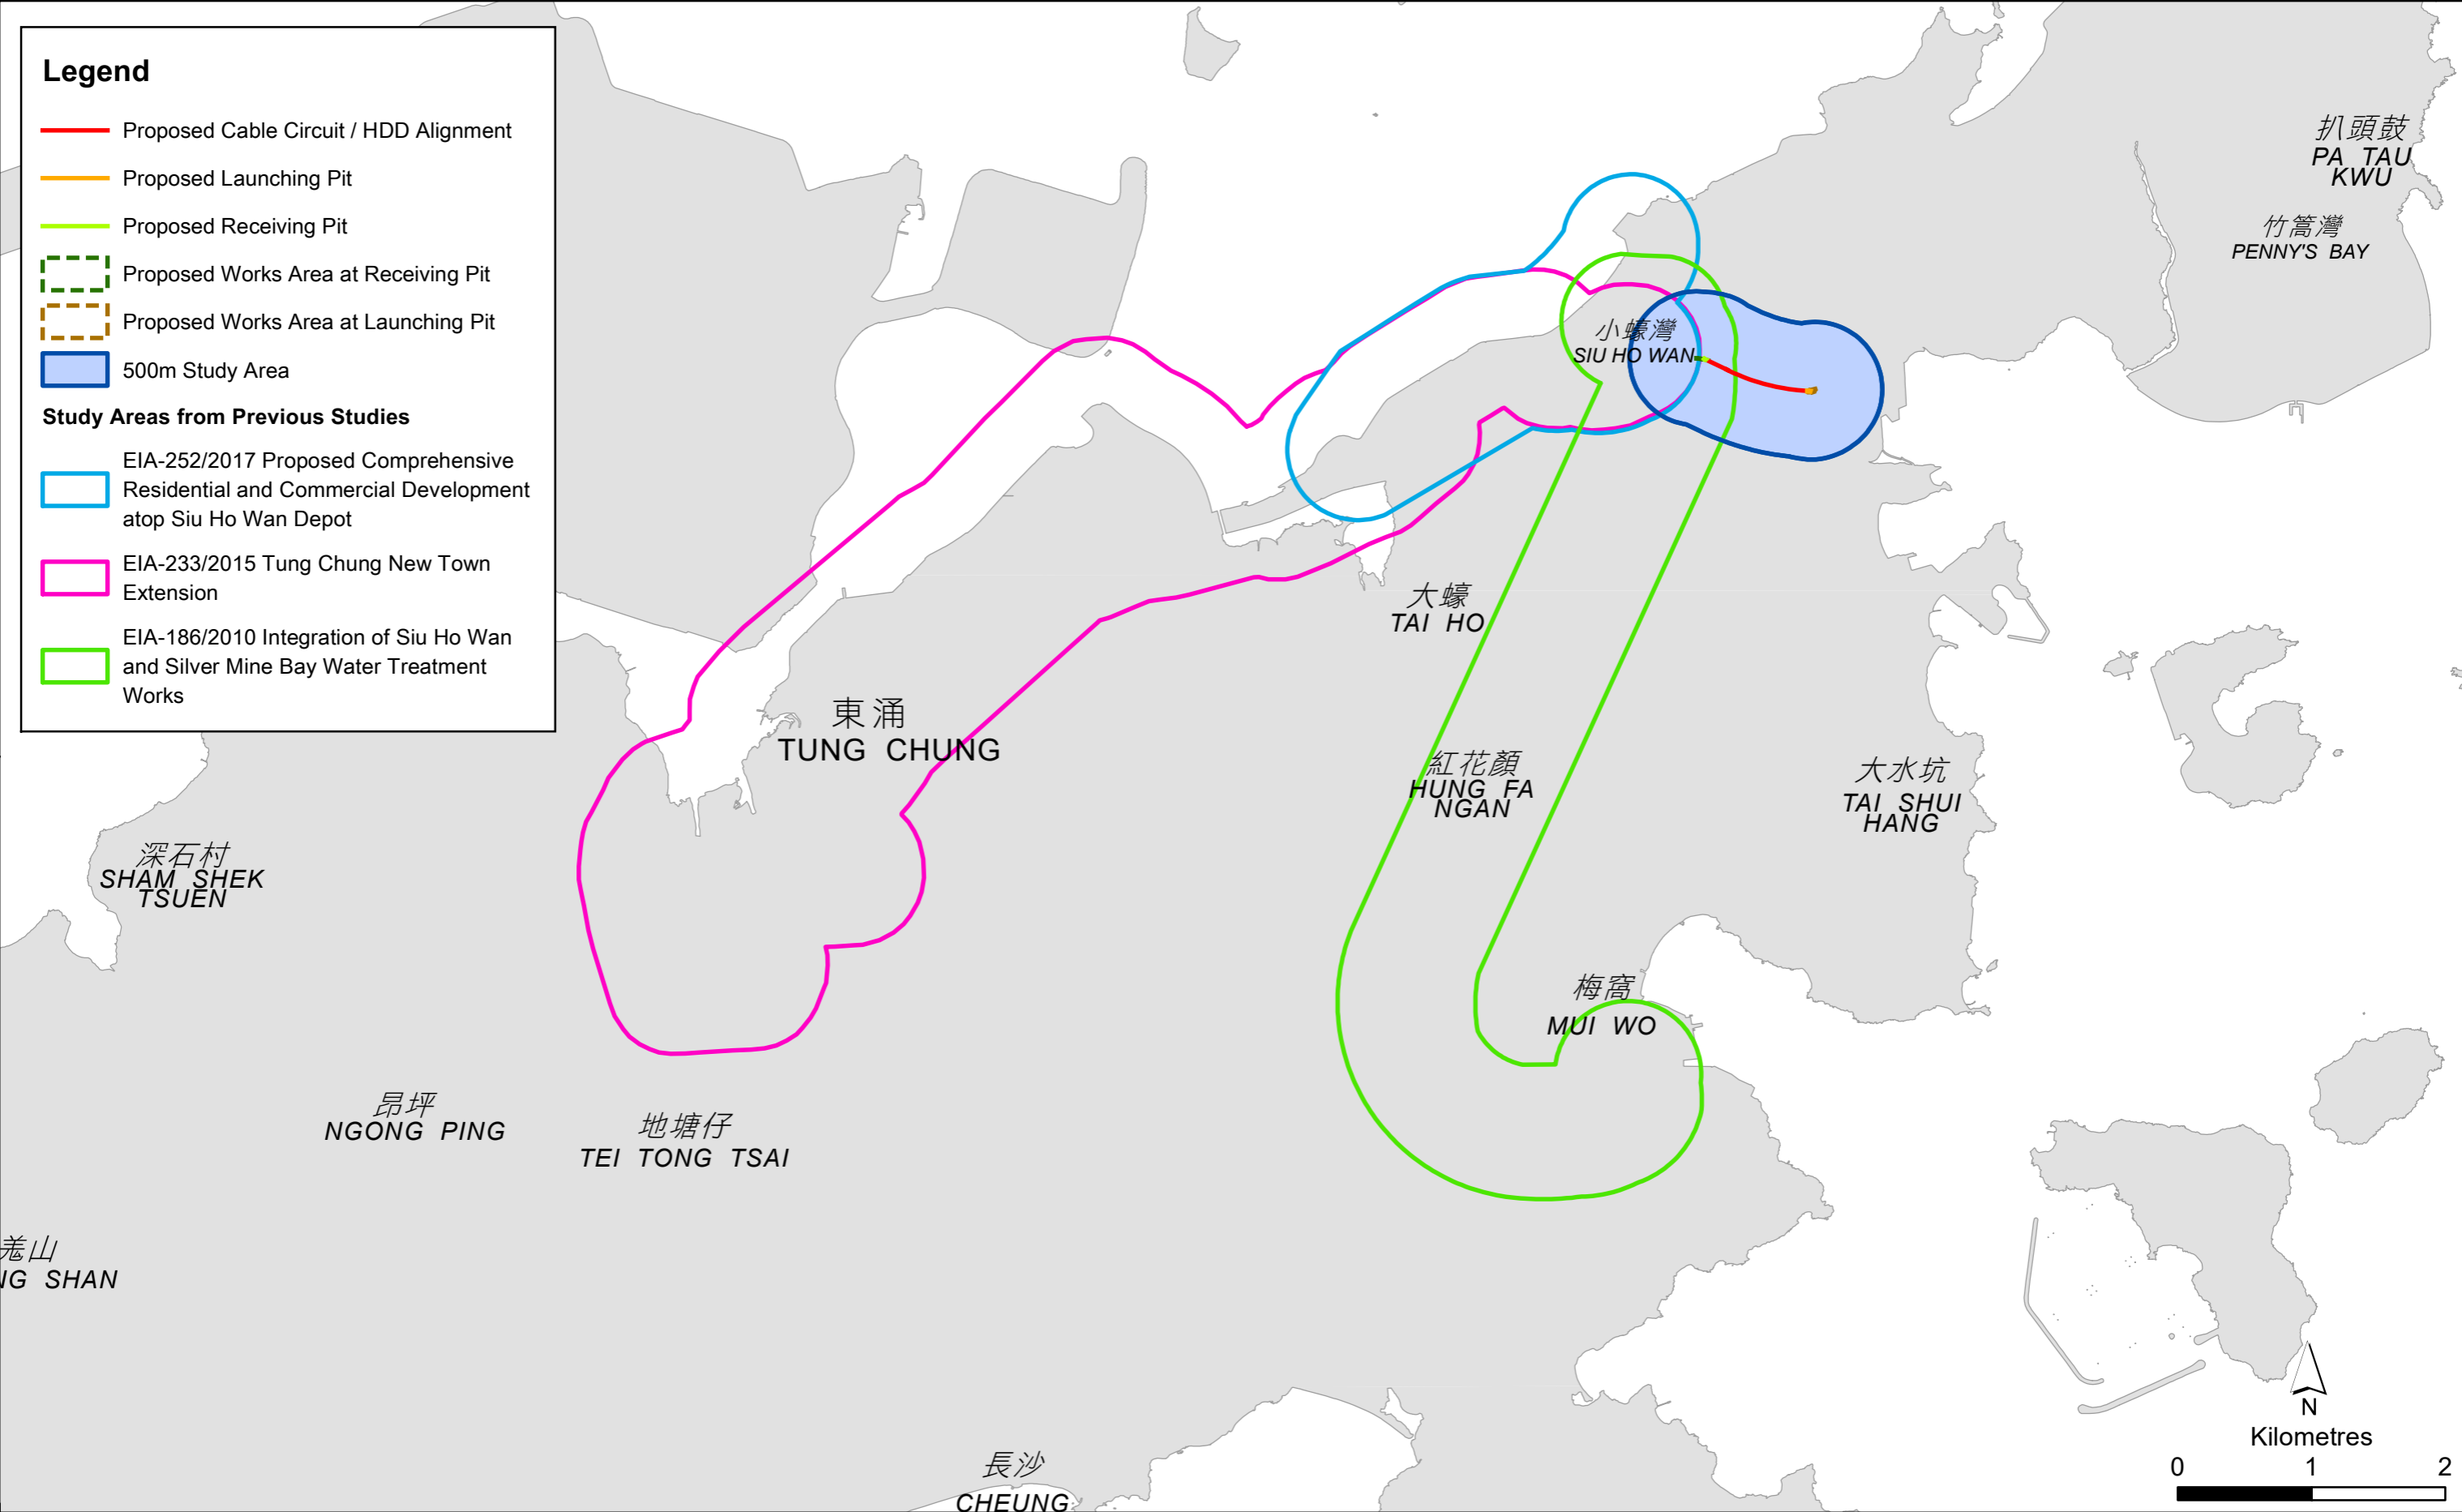 Legend
Proposed Cable Circuit / HDD Alignment
Proposed Launching Pit
Proposed Receiving Pit
Proposed Works Area at Receiving Pit
Proposed Works Area at Launching Pit
500m Study Area
Study Areas from Previous Studies
EIA-252/2017 Proposed Comprehensive
Residential and Commercial Development
atop Siu Ho Wan Depot
EIA-233/2015 Tung Chung New Town
Extension
EIA-186/2010 Integration of Siu Ho Wan
and Silver Mine Bay Water Treatment
Works
扒頭鼓
PA TAU
KWU
竹篙灣
PENNY'S BAY
小蠔灣
SIU HO WAN
大蠔
TAI HO
東涌
TUNG CHUNG
紅花顏
HUNG FA
NGAN
大水坑
TAI SHUI
HANG
深石村
SHAM SHEK
TSUEN
梅窩
MUI WO
昂坪
NGONG PING
地塘仔
TEI TONG TSAI
羗山
NG SHAN
長沙
CHEUNG
N
Kilometres
0 1 2